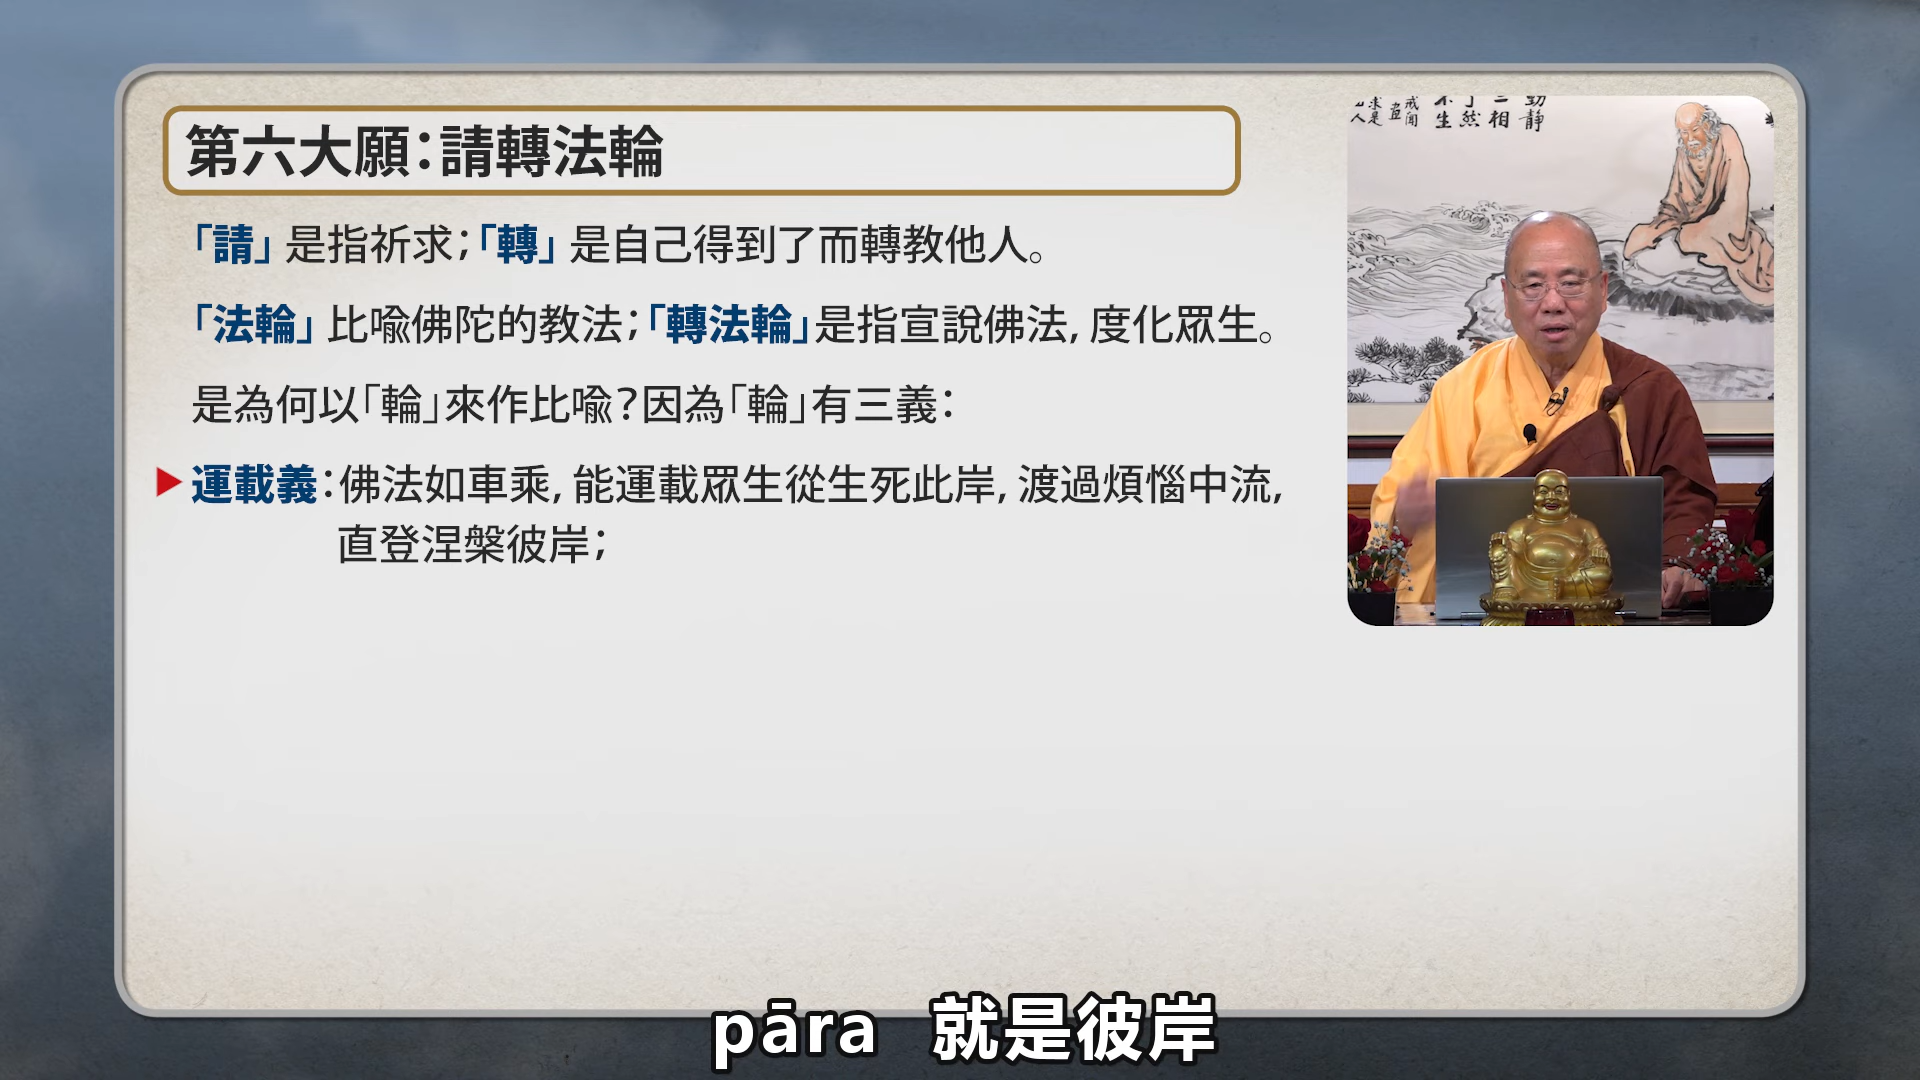 第六大願：請轉法輪
「請」是指祈求；「轉」是自己得到了而轉教他人。
「法輪」比喻佛陀的教法；「轉法輪」是指宣說佛法，度化眾生。
是為何以「輪」來作比喻？因為「輪」有三義：
運載義：佛法如車乘，能運載眾生從生死此岸，渡過煩惱中流，
直登涅槃彼岸；
pāra 就是彼岸